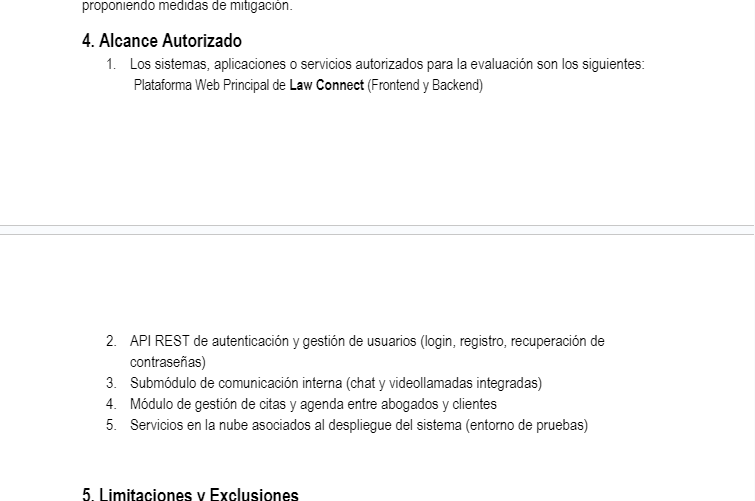 proponiendo medidas de mitigación.
4. Alcance Autorizado
1. Los sistemas, aplicaciones o servicios autorizados para la evaluación son los siguientes:
Plataforma Web Principal de Law Connect (Frontend y Backend)
2. API REST de autenticación y gestión de usuarios (login, registro, recuperación de
contraseñas)
3. Submódulo de comunicación interna (chat y videollamadas integradas)
4. Módulo de gestión de citas y agenda entre abogados y clientes
5. Servicios en la nube asociados al despliegue del sistema (entorno de pruebas)
5. Limitaciones y Exclusiones